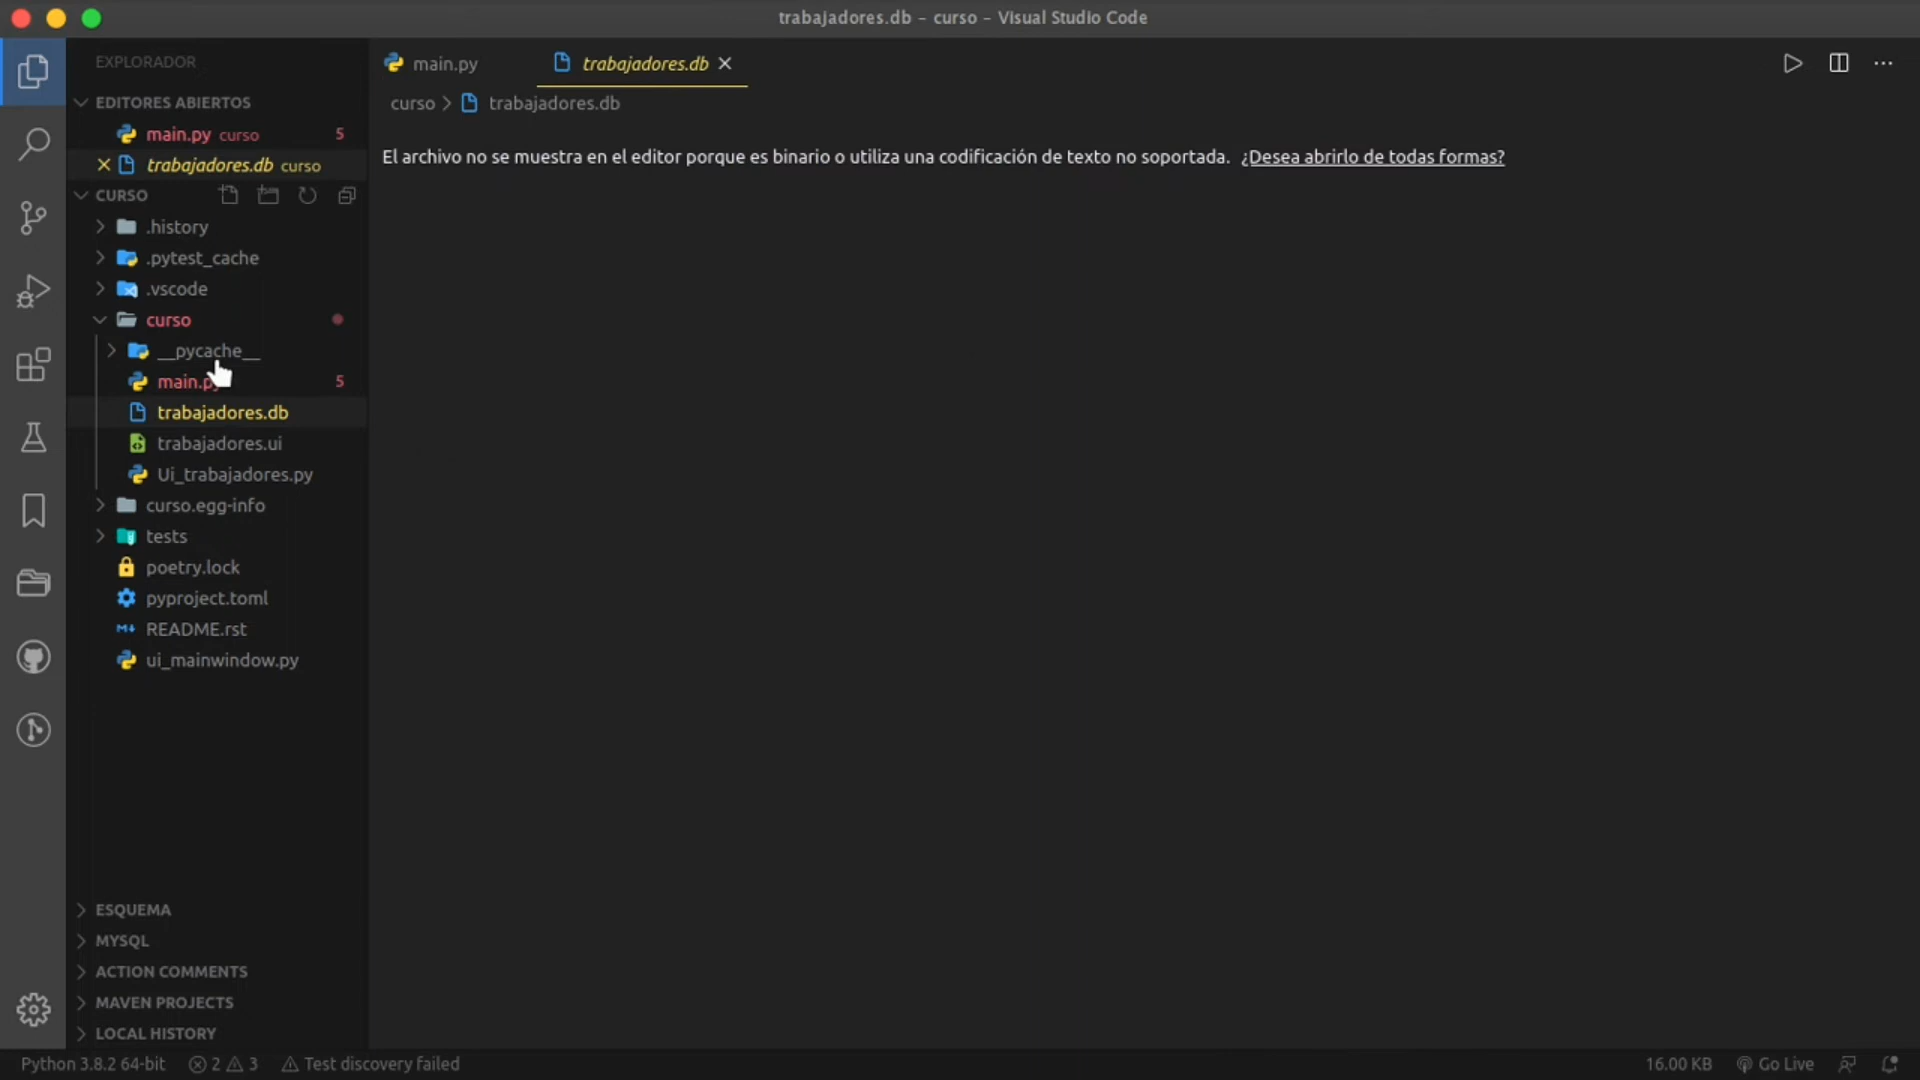 trabajadores.db – curso – Visual Studio Code
EXPLORADOR
EDITORES ABIERTOS
main.py curso 5
trabajadores.db curso
CURSO
.history
.pytest_cache
.vscode
curso
__pycache__
main.py 5
trabajadores.db
trabajadores.ui
Ui_trabajadores.py
curso.egg-info
tests
poetry.lock
pyproject.toml
README.rst
ui_mainwindow.py
ESQUEMA
MYSQL
ACTION COMMENTS
MAVEN PROJECTS
LOCAL HISTORY
main.py
trabajadores.db
curso > trabajadores.db
El archivo no se muestra en el editor porque es binario o utiliza una codificación de texto no soportada. ¿Desea abrirlo de todas formas?
Python 3.8.2 64-bit 2 3 Test discovery failed 16.00 KB Go Live